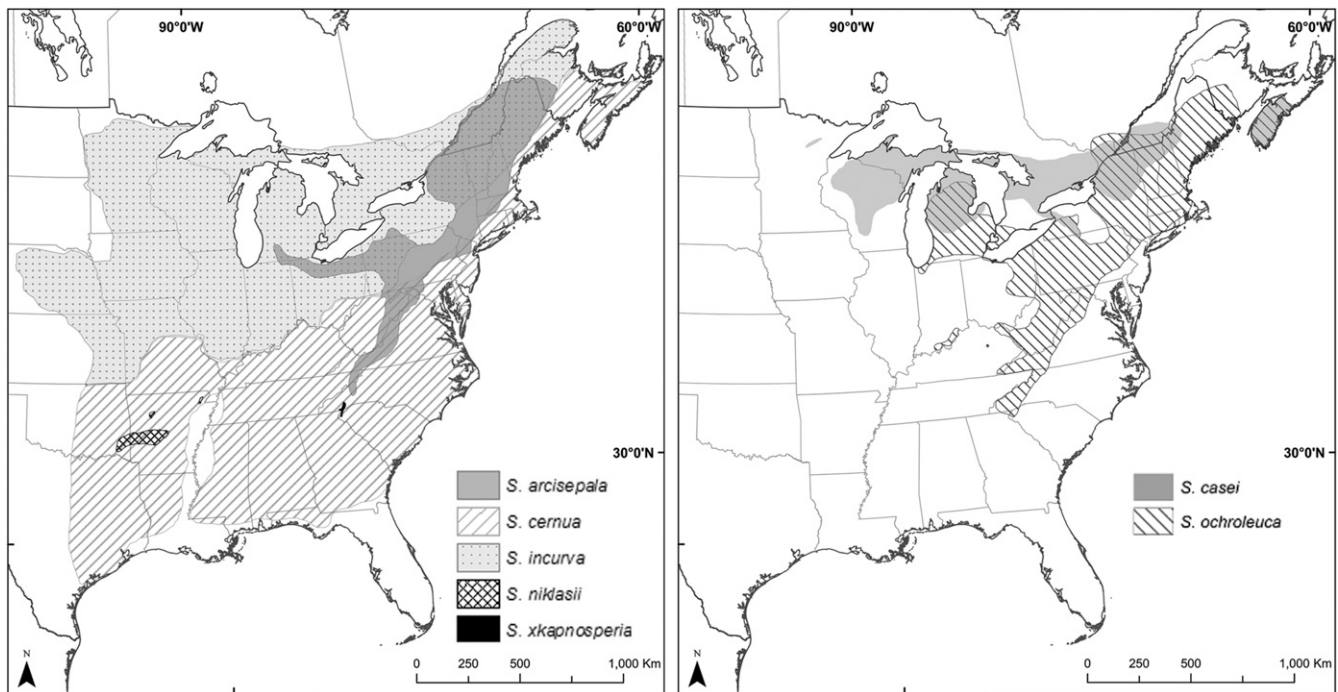 90°0'W
60°0'W
30°0'N
S. arcisepala
S. cernua
S. incurva
S. niklasii
S. xkapnosperia
N
0 250 500 1,000 Km
90°0'W
60°0'W
30°0'N
S. casei
S. ochroleuca
N
0 250 500 1,000 Km